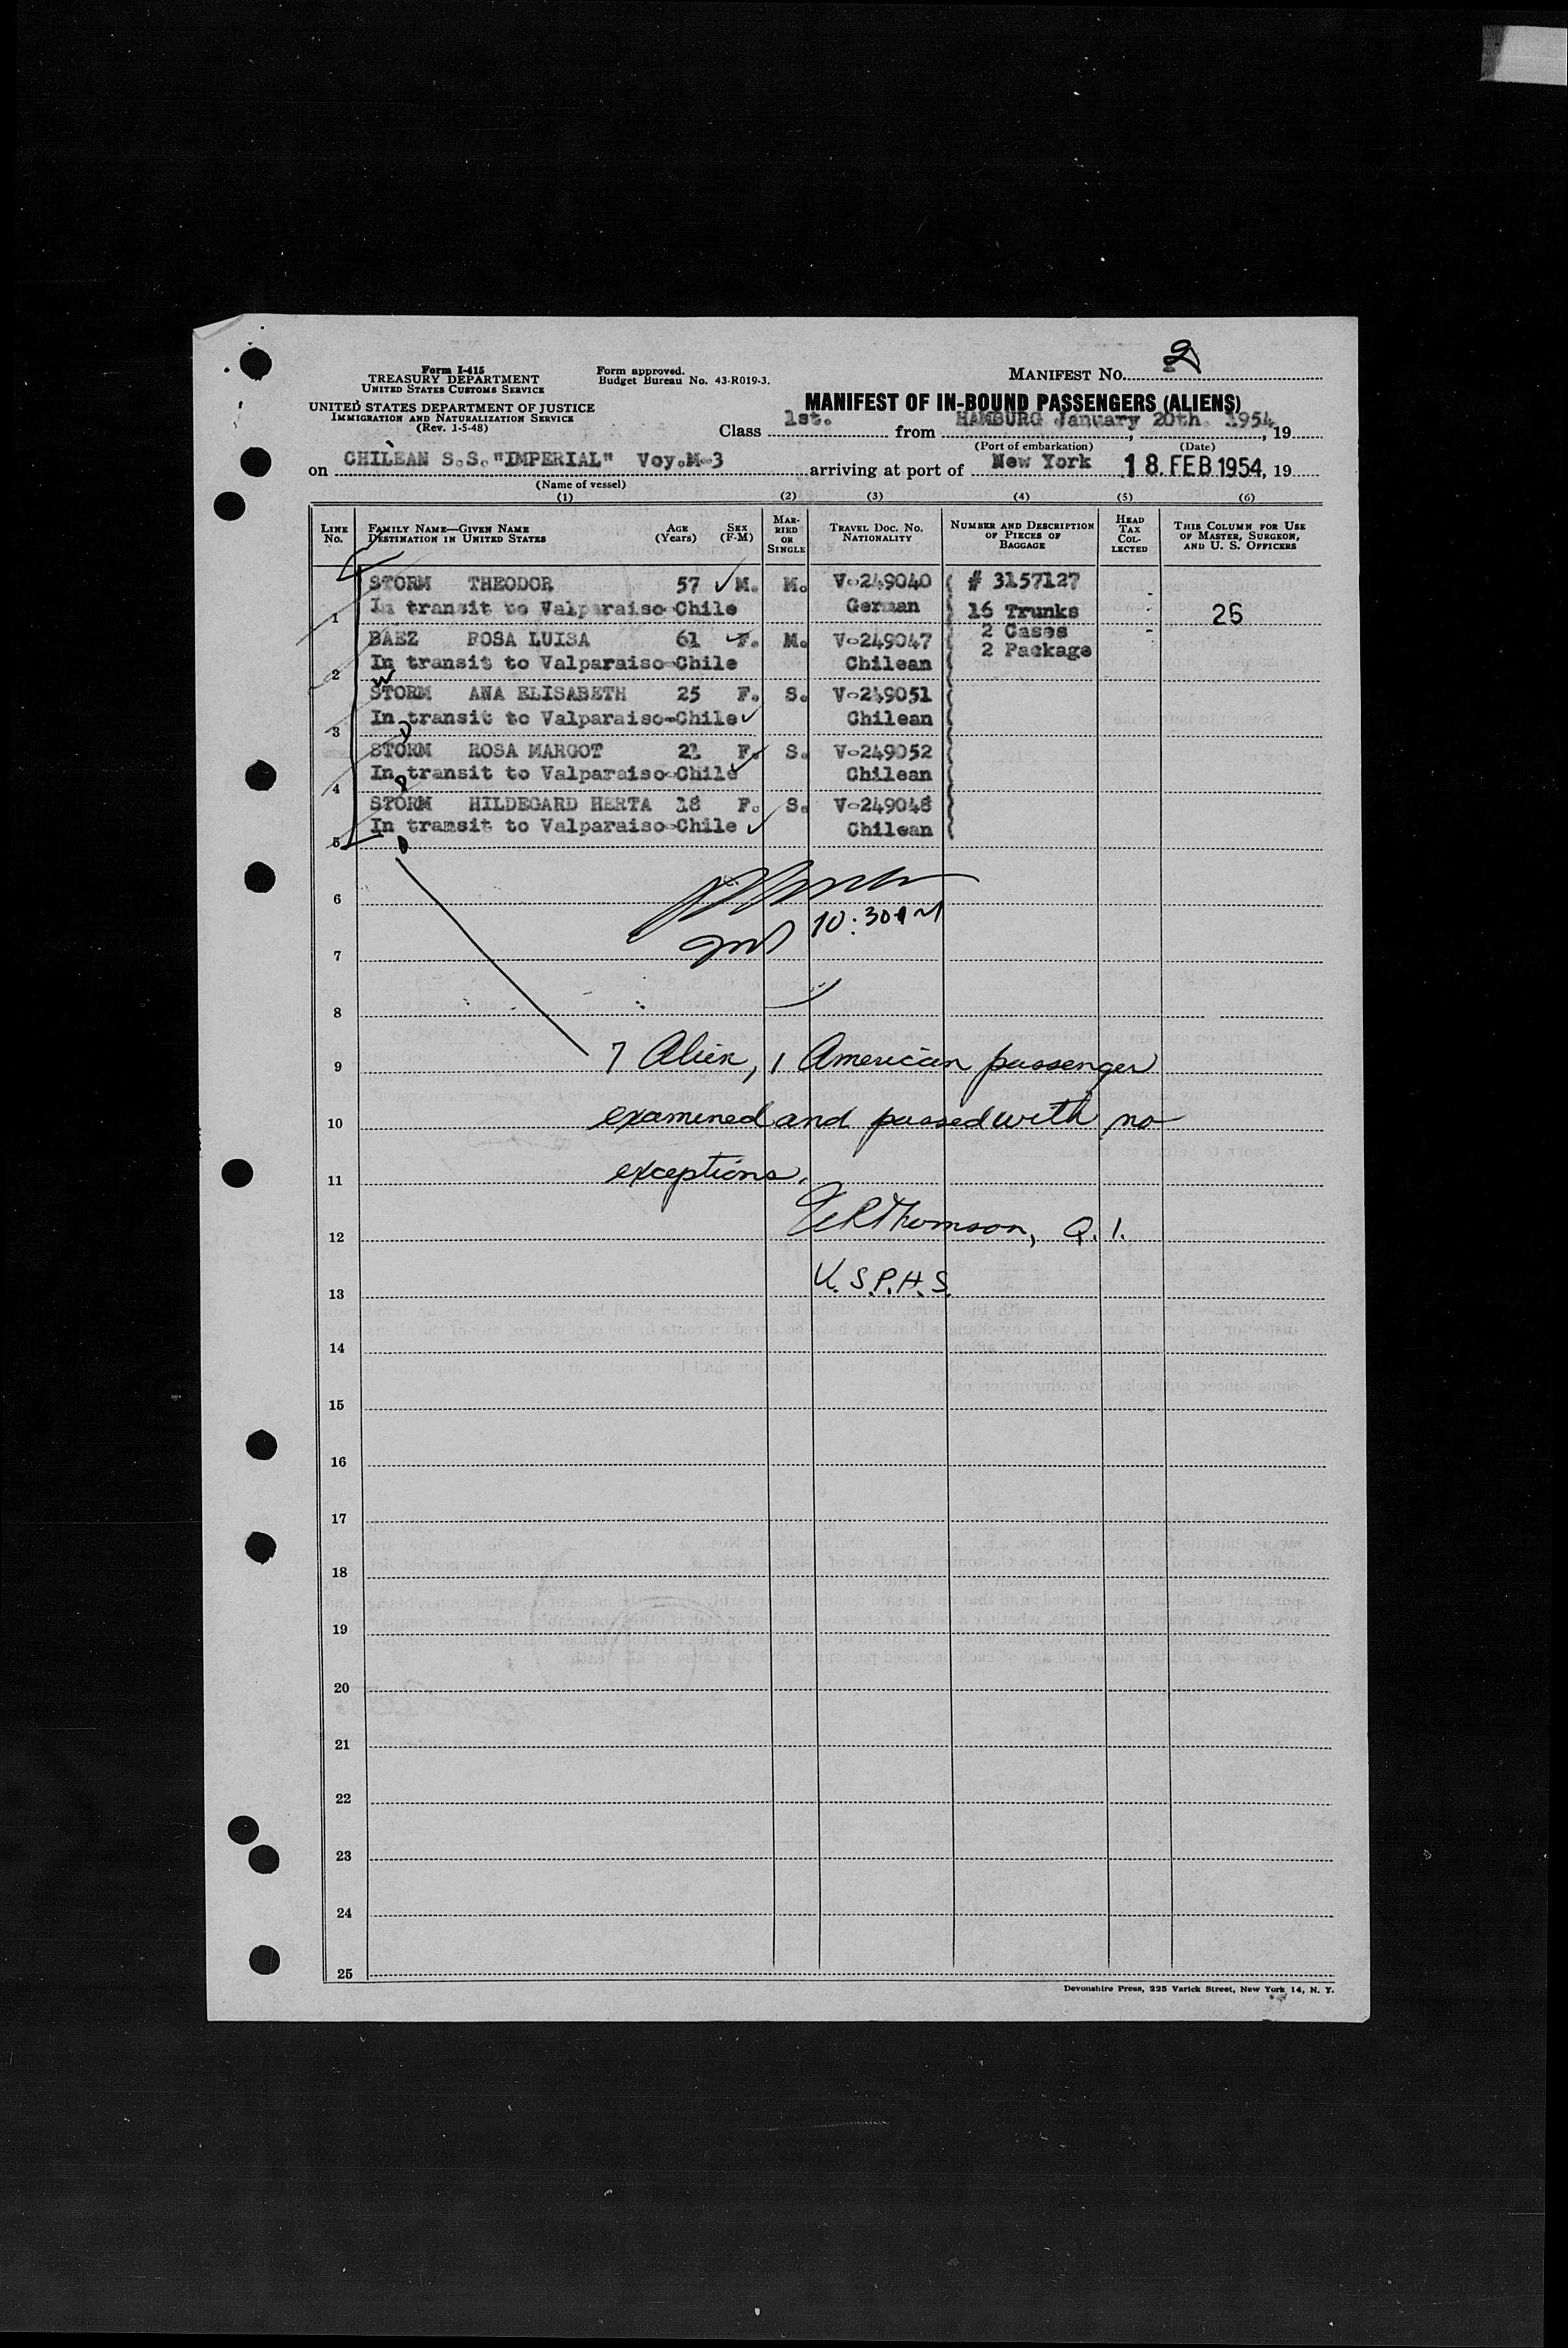 Form I-415
TREASURY DEPARTMENT
UNITED STATES CUSTOMS SERVICE
UNITED STATES DEPARTMENT OF JUSTICE
IMMIGRATION AND NATURALIZATION SERVICE
(Rev. 1-5-48)
Form approved.
Budget Bureau No. 43-R019-3.
MANIFEST NO. 2
MANIFEST OF IN-BOUND PASSENGERS (ALIENS)
Class 1st. from HAMBURG January 20th. 1954, 19
(Port of embarkation) (Date)
on CHILEAN S.S."IMPERIAL" Voy.M-3 arriving at port of New York 18. FEB 1954, 19
(Name of vessel)
(1) (2) (3) (4) (5) (6)
LINE No. FAMILY NAME—GIVEN NAME DESTINATION IN UNITED STATES AGE (Years) SEX (F-M) MARRIED OR SINGLE TRAVEL DOC. NO. NATIONALITY NUMBER AND DESCRIPTION OF PIECES OF BAGGAGE HEAD TAX COLLECTED THIS COLUMN FOR USE OF MASTER, SURGEON, AND U. S. OFFICERS
STORM THEODOR 57 M. M. V-249040 # 3157127
1 In transit to Valparaiso-Chile German 16 Trunks 26
BAEZ ROSA LUISA 61 F. M. V-249047 2 Cases
2 In transit to Valparaiso-Chile Chilean 2 Package
STORM ANA ELISABETH 25 F. S. V-249051
3 In transit to Valparaiso-Chile Chilean
STORM ROSA MARGOT 21 F. S. V-249052
4 In transit to Valparaiso-Chile Chilean
STORM HILDEGARD HERTA 18 F. S. V-249048
5 In tramsit to Valparaiso-Chile Chilean
6
10:30 AM
7
8
9 7 Alien, 1 American passenger
10 examined and passed with no
11 exceptions.
12 Thomson, Q. I.
13 U. S. P. H. S.
14
15
16
17
18
19
20
21
22
23
24
25
Devonshire Press, 225 Varick Street, New York 14, N. Y.